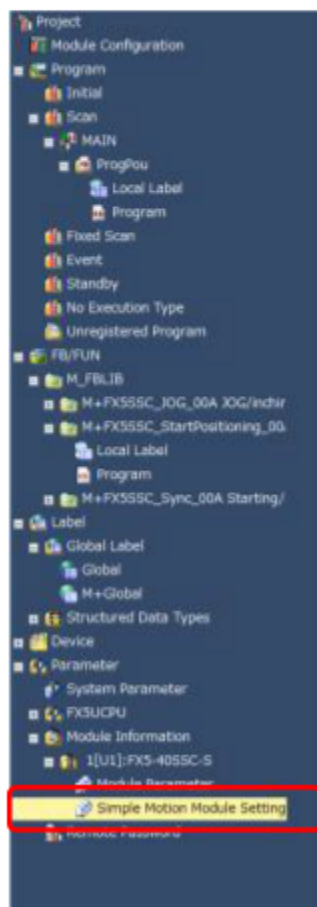 Project
Module Configuration
Program
Initial
Scan
MAIN
ProgPou
Local Label
Program
Fixed Scan
Event
Standby
No Execution Type
Unregistered Program
FB/FUN
M_FBLIB
M+FX5SSC_JOG_00A JOG/inchir
M+FX5SSC_StartPositioning_00
Local Label
Program
M+FX5SSC_Sync_00A Starting/
Label
Global Label
Global
M+Global
Structured Data Types
Device
Parameter
System Parameter
FX5UCPU
Module Information
1[U1]:FX5-40SSC-S
Module Parameter
Simple Motion Module Setting
Remote Password